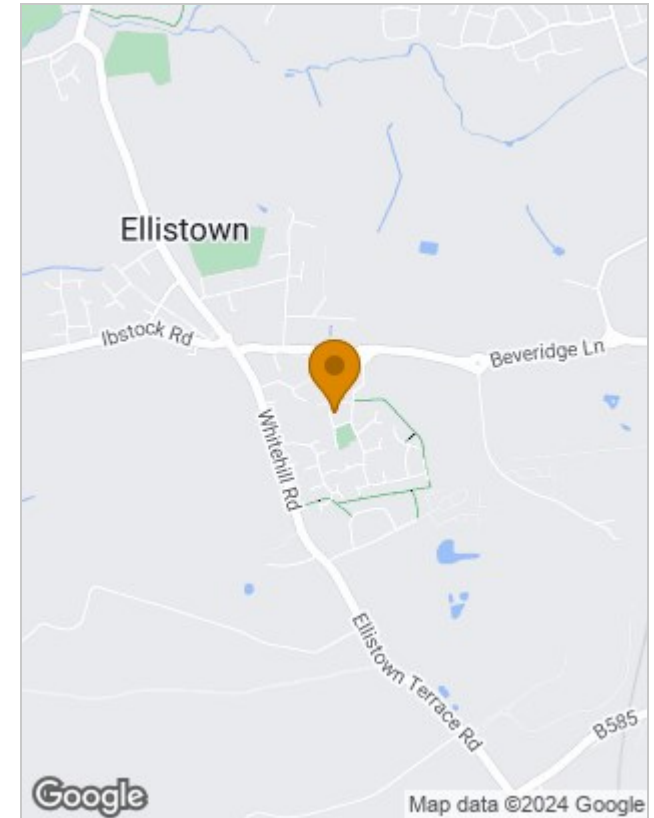 Ellistown
Ibstock Rd
Beveridge Ln
Whitehill Rd
Ellistown Terrace Rd
B585
Google
Map data ©2024 Google